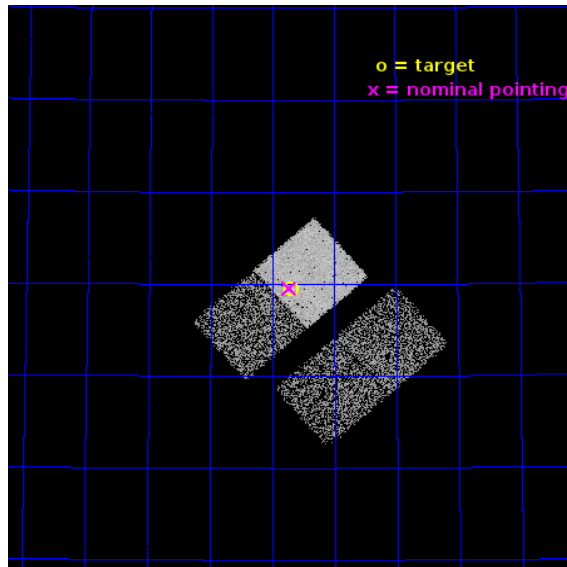 o = target
x = nominal pointing